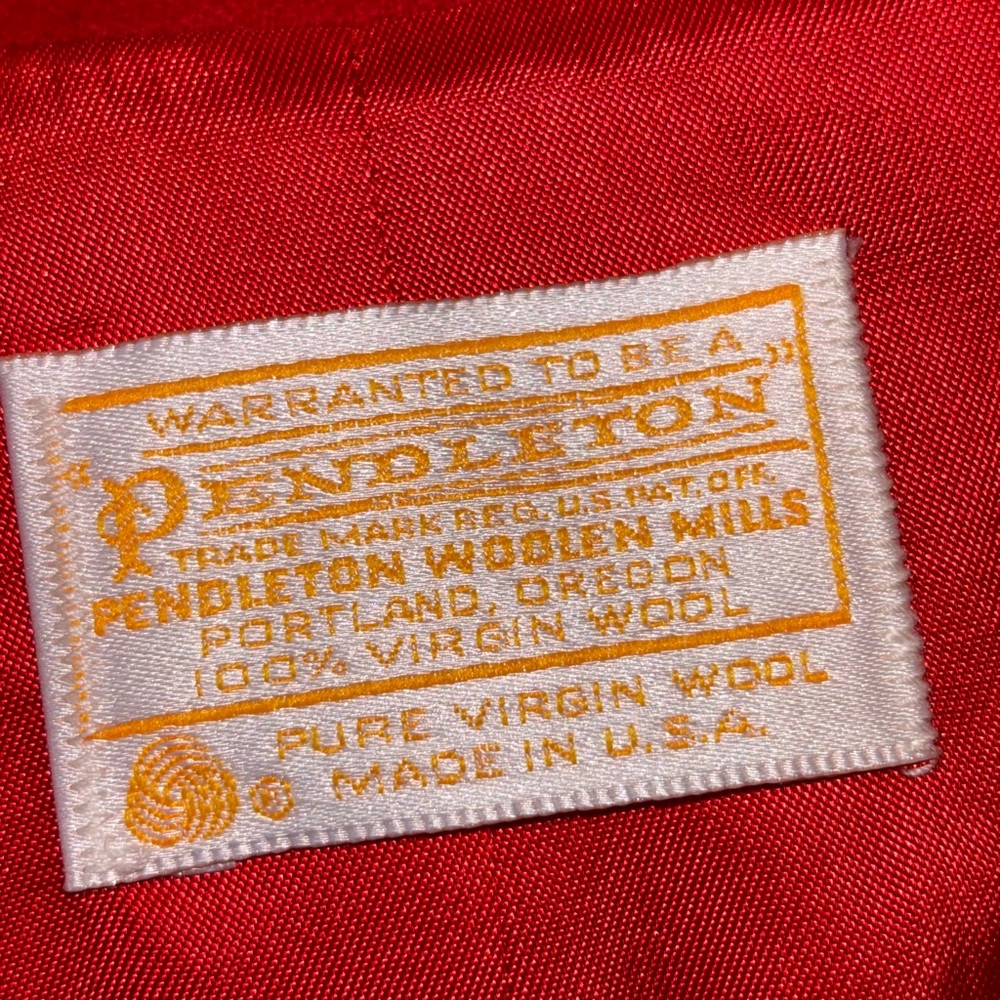 WARRANTED TO BE A
"PENDLETON"
TRADE MARK REG. U.S. PAT. OFF.
PENDLETON WOOLEN MILLS
PORTLAND, OREGON
100% VIRGIN WOOL
PURE VIRGIN WOOL
® MADE IN U.S.A.